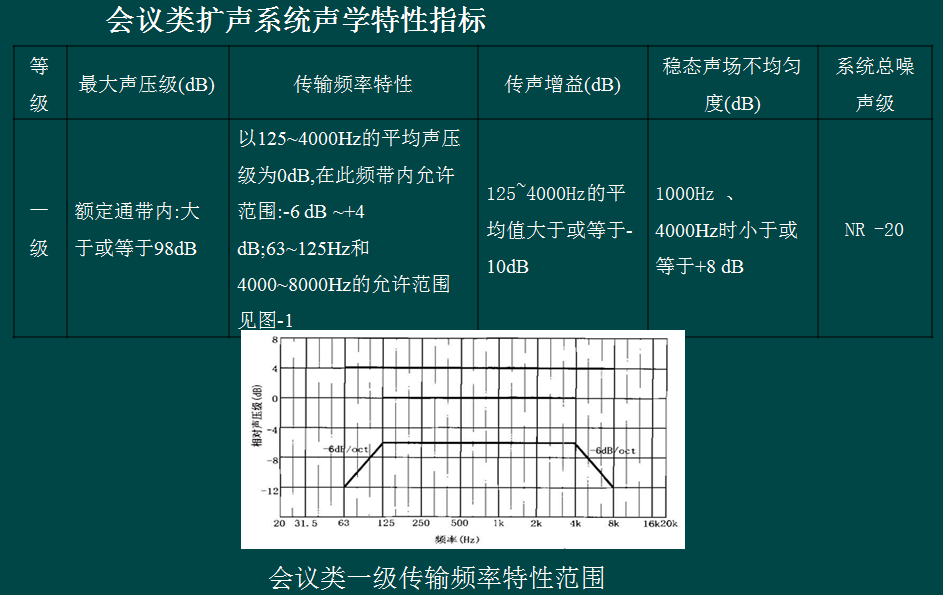 会议类扩声系统声学特性指标
等级
最大声压级(dB)
传输频率特性
传声增益(dB)
稳态声场不均匀
度(dB)
系统总噪
声级
一级
额定通带内:大
于或等于98dB
以125~4000Hz的平均声压
级为0dB,在此频带内允许
范围:-6 dB ~+4
dB;63~125Hz和
4000~8000Hz的允许范围
见图-1
125~4000Hz的平
均值大于或等于-
10dB
1000Hz 、
4000Hz时小于或
等于+8 dB
NR -20
相对声压级(dB)
8
4
0
-4
-8
-12
-6dB/oct
-6dB/oct
20 31.5 63 125 250 500 1k 2k 4k 8k 16k20k
频率(Hz)
会议类一级传输频率特性范围